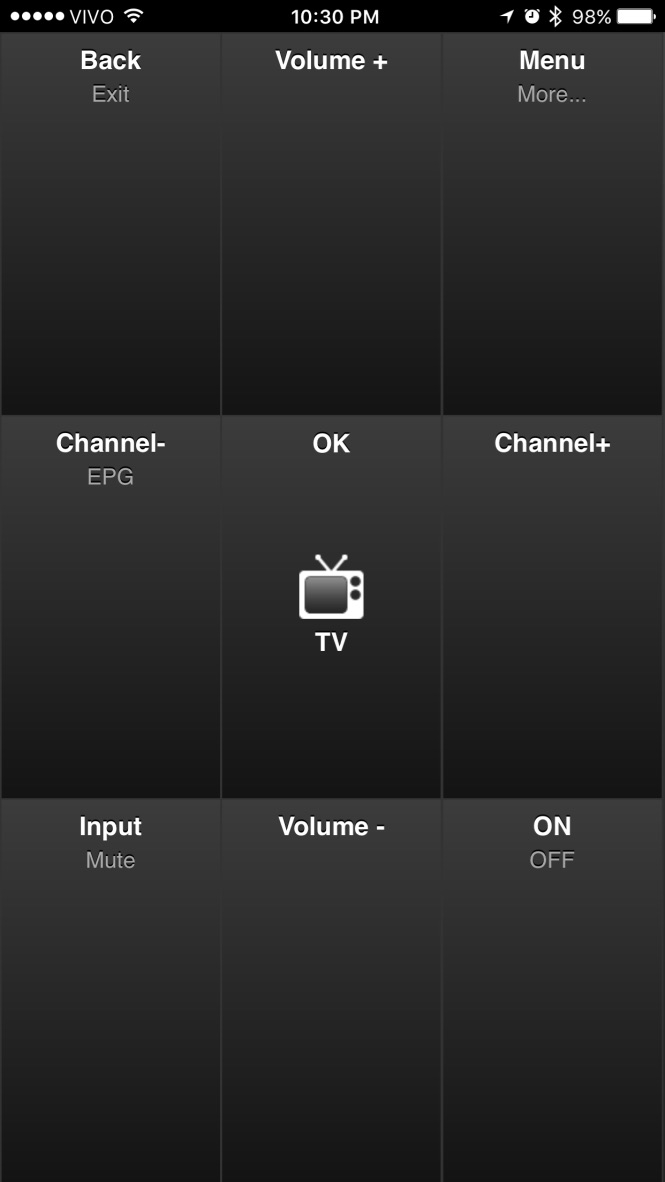 VIVO 10:30 PM 98%
Back
Exit
Volume +
Menu
More...
Channel-
EPG
OK
TV
Channel+
Input
Mute
Volume -
ON
OFF